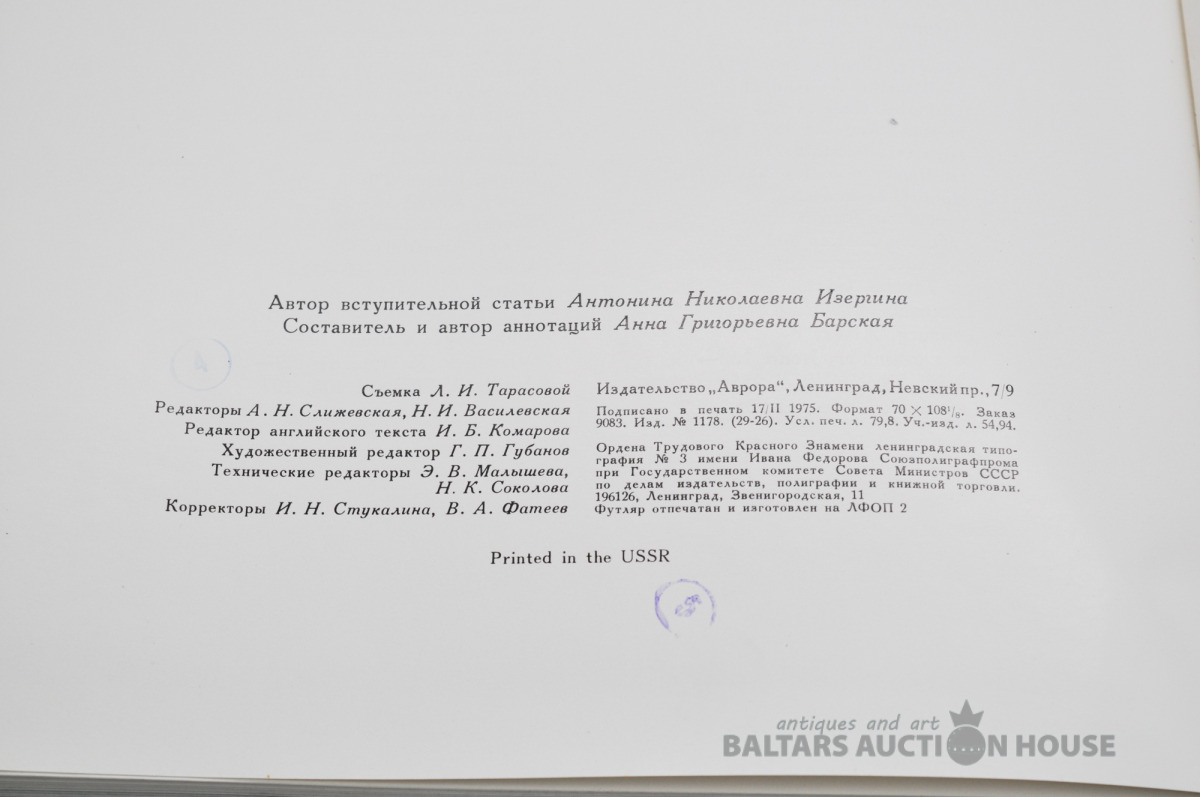 Автор вступительной статьи Антонина Николаевна Изергина
Составитель и автор аннотаций Анна Григорьевна Барская
Съемка Л. И. Тарасовой
Редакторы А. Н. Слижевская, Н. И. Василевская
Редактор английского текста И. Б. Комарова
Художественный редактор Г. П. Губанов
Технические редакторы Э. В. Малышева,
Н. К. Соколова
Корректоры И. Н. Стукалина, В. А. Фатеев
Издательство „Аврора“, Ленинград, Невский пр., 7/9
Подписано в печать 17/II 1975. Формат 70 × 108¹/₈. Заказ
9083. Изд. № 1178. (29-26). Усл. печ. л. 79,8. Уч.-изд. л. 54,94.
Ордена Трудового Красного Знамени ленинградская типо-
графия № 3 имени Ивана Федорова Союзполиграфпрома
при Государственном комитете Совета Министров СССР
по делам издательств, полиграфии и книжной торговли.
196126, Ленинград, Звенигородская, 11
Футляр отпечатан и изготовлен на ЛФОП 2
Printed in the USSR
antiques and art
BALTARS AUCTION HOUSE